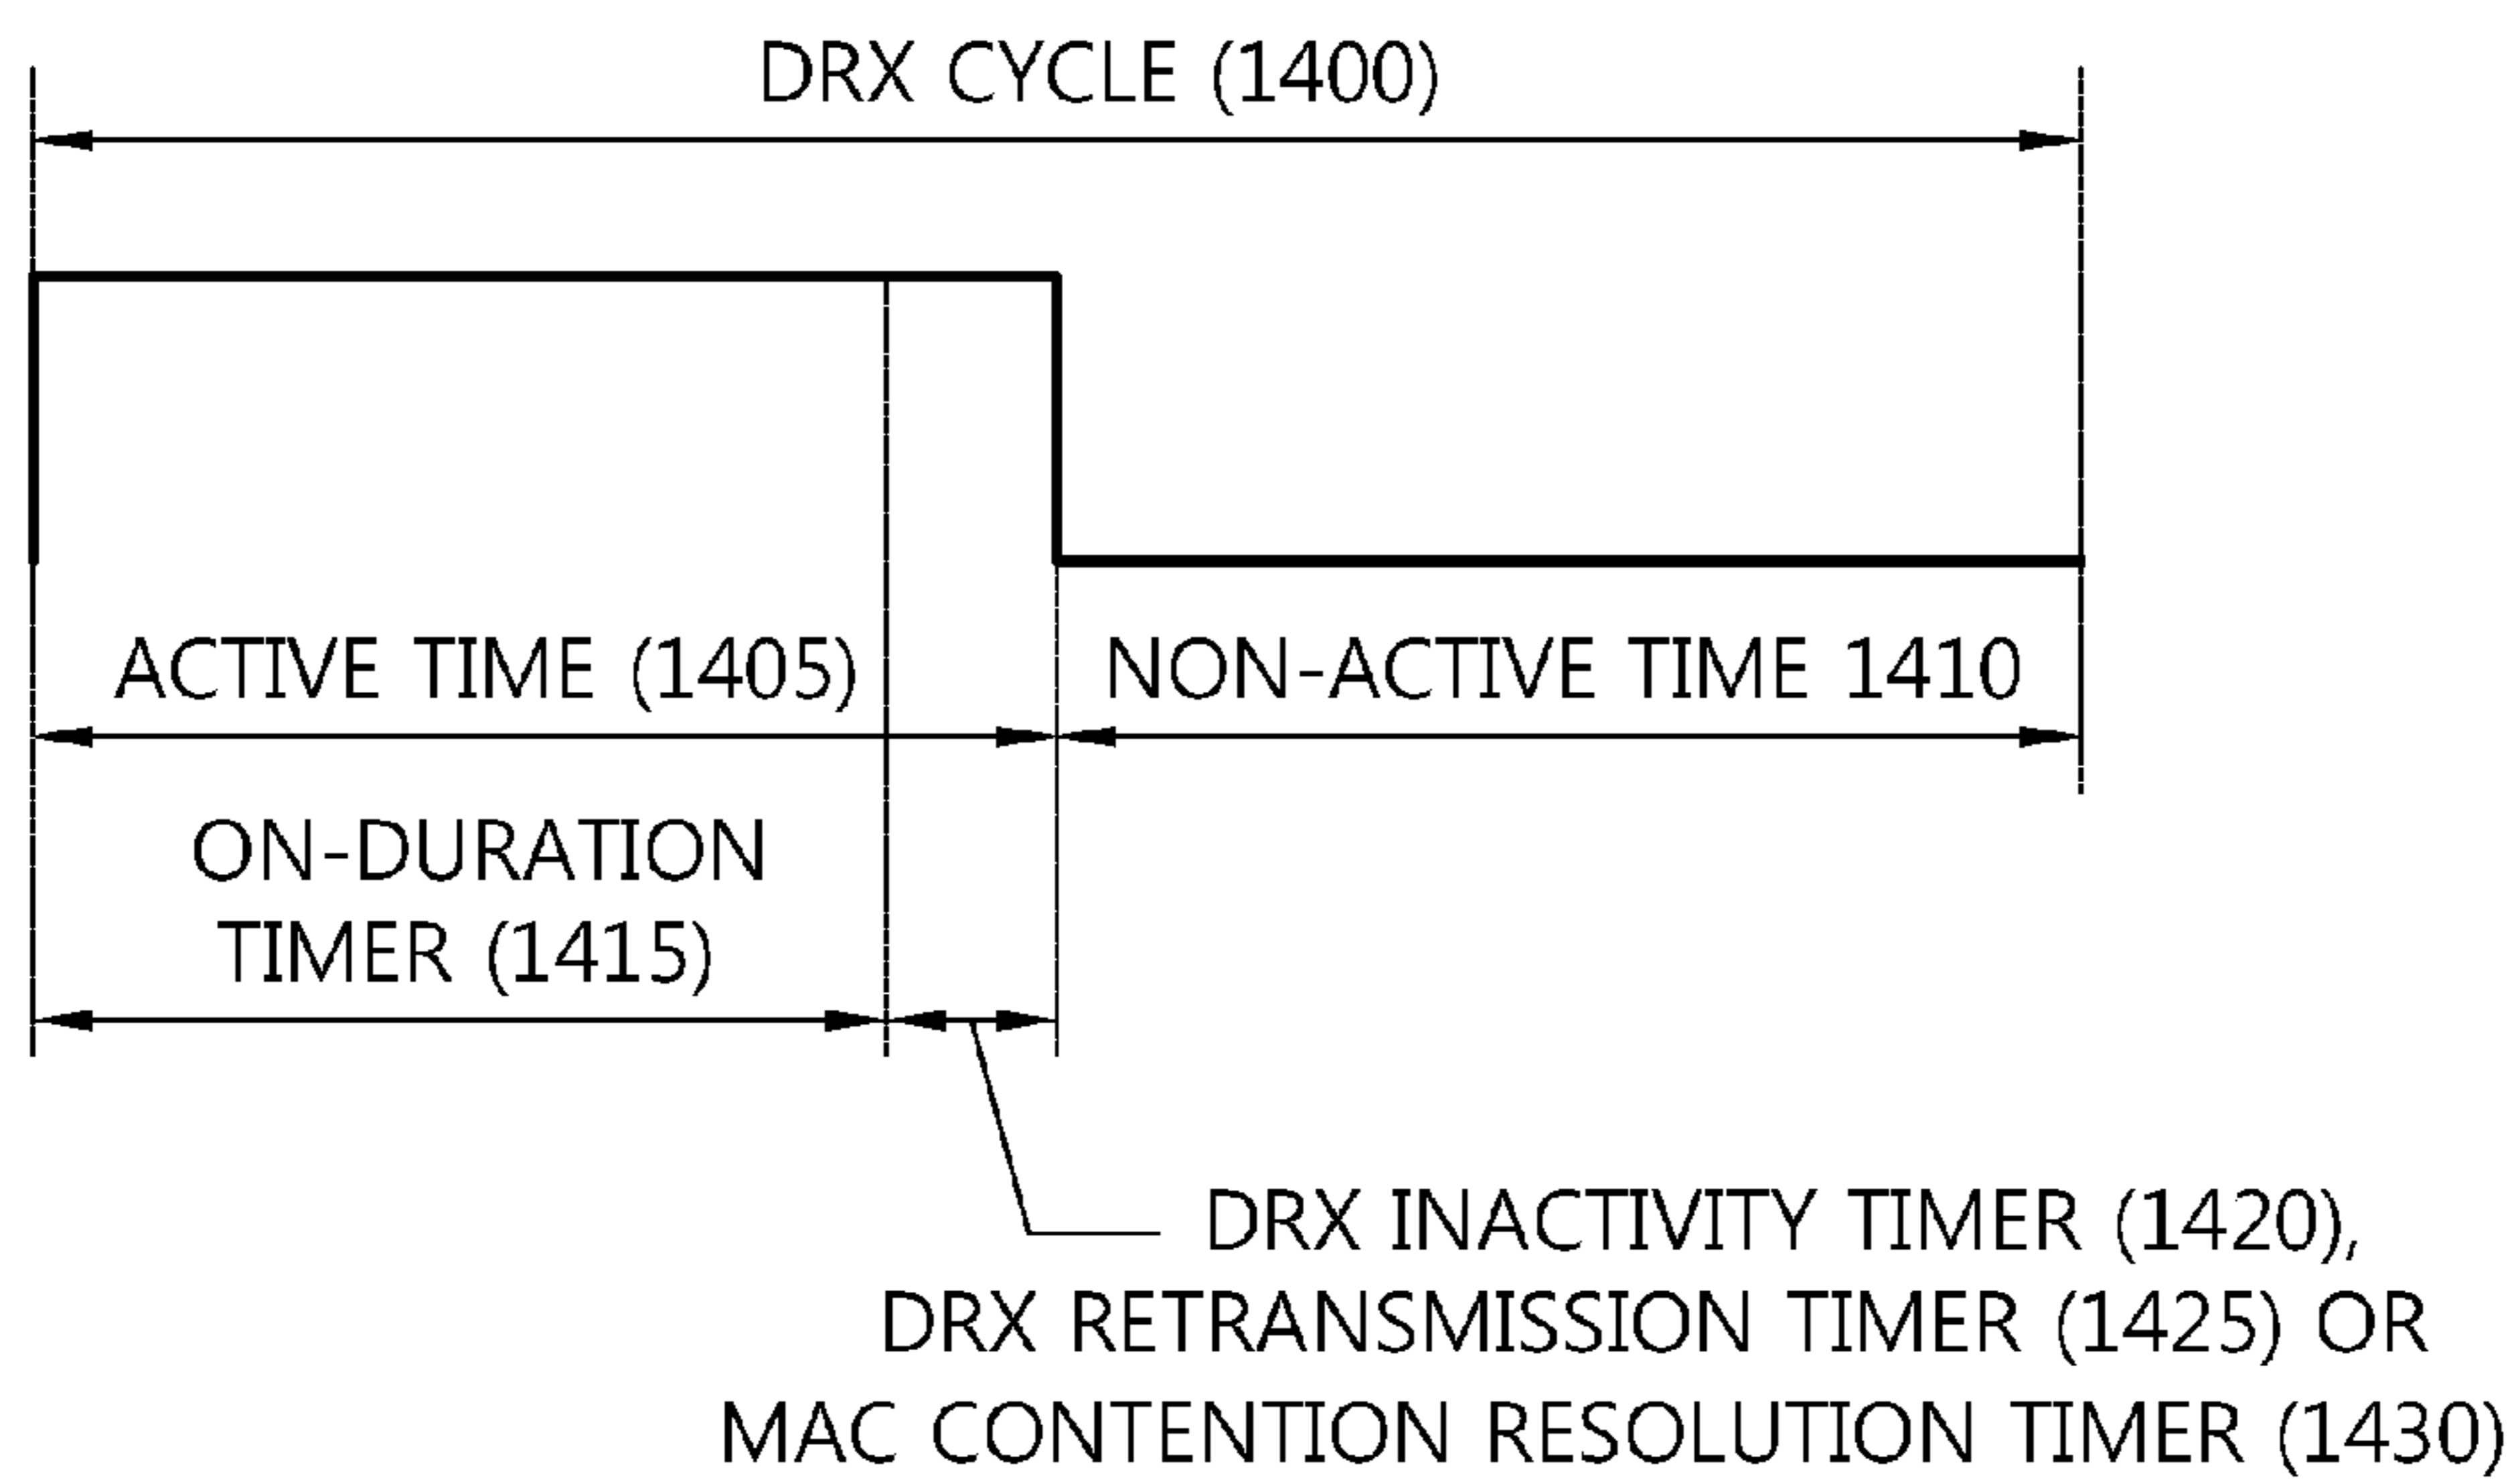 DRX CYCLE (1400)
ACTIVE TIME (1405)
NON-ACTIVE TIME 1410
ON-DURATION
TIMER (1415)
DRX INACTIVITY TIMER (1420),
DRX RETRANSMISSION TIMER (1425) OR
MAC CONTENTION RESOLUTION TIMER (1430)